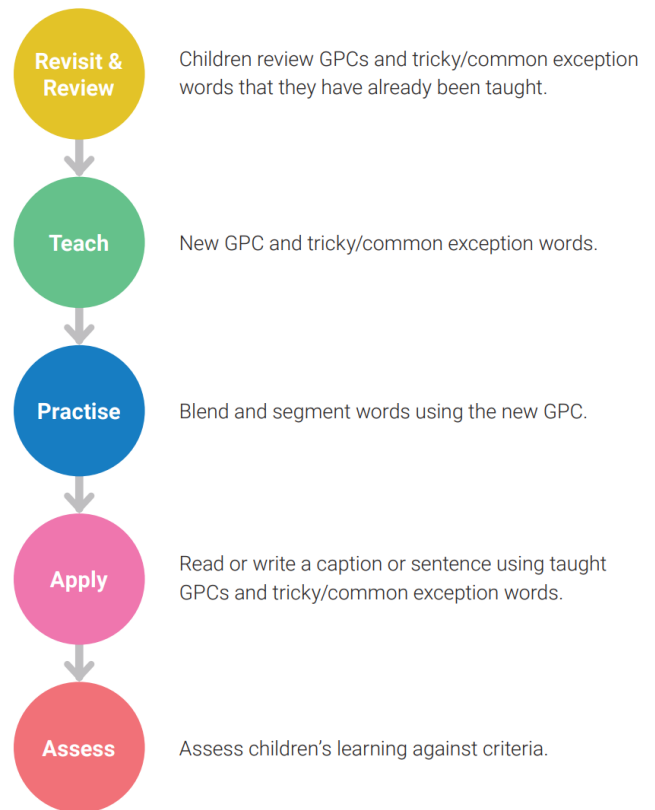 Revisit &
Review
Children review GPCs and tricky/common exception
words that they have already been taught.
Teach
New GPC and tricky/common exception words.
Practise
Blend and segment words using the new GPC.
Apply
Read or write a caption or sentence using taught
GPCs and tricky/common exception words.
Assess
Assess children’s learning against criteria.